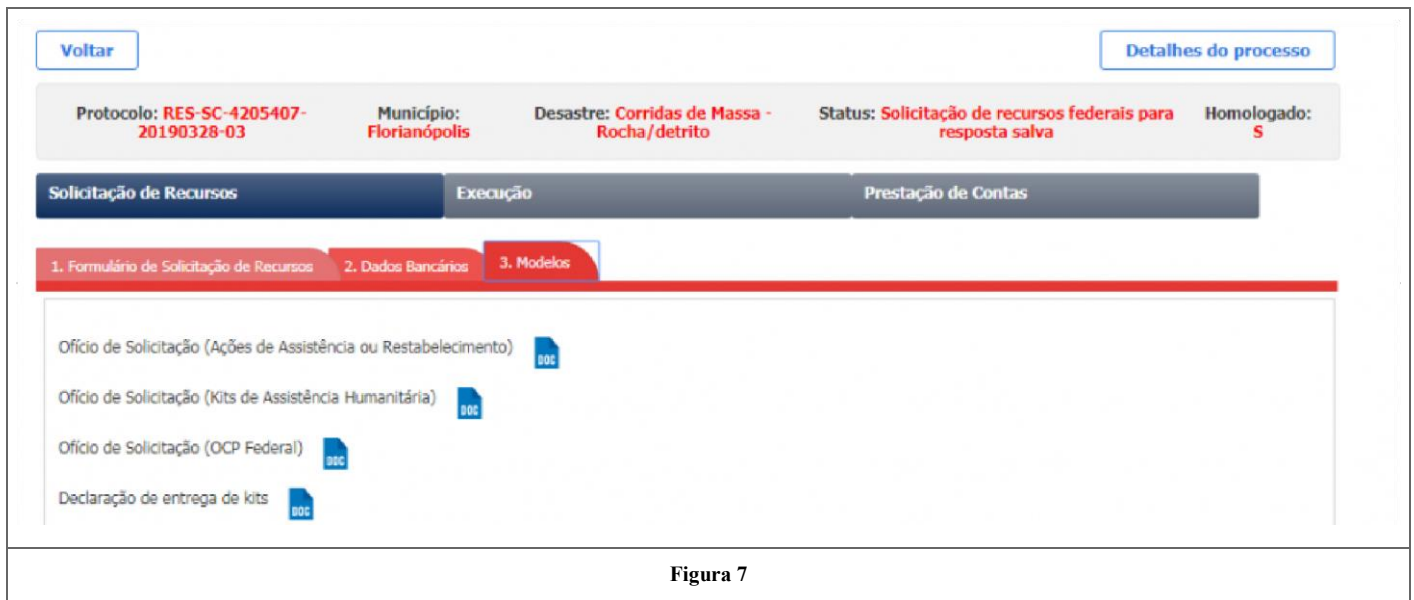 Voltar
Detalhes do processo
Protocolo: RES-SC-4205407-
20190328-03
Município:
Florianópolis
Desastre: Corridas de Massa -
Rocha/detrito
Status: Solicitação de recursos federais para
resposta salva
Homologado:
S
Solicitação de Recursos
Execução
Prestação de Contas
1. Formulário de Solicitação de Recursos
2. Dados Bancários
3. Modelos
Ofício de Solicitação (Ações de Assistência ou Restabelecimento)
DOC
Ofício de Solicitação (Kits de Assistência Humanitária)
DOC
Ofício de Solicitação (OCP Federal)
DOC
Declaração de entrega de kits
DOC
Figura 7